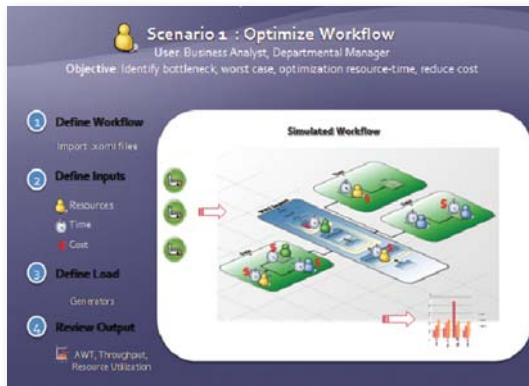 Scenario 1 : Optimize Workflow
User: Business Analyst, Departmental Manager
Objective: Identify bottleneck, worst case, optimization resource-time, reduce cost
1 Define Workflow
Import .xoml files
2 Define Inputs
Resources
Time
Cost
3 Define Load
Generators
4 Review Output
AWT, Throughput,
Resource Utilization
Simulated Workflow
$
$
$
$